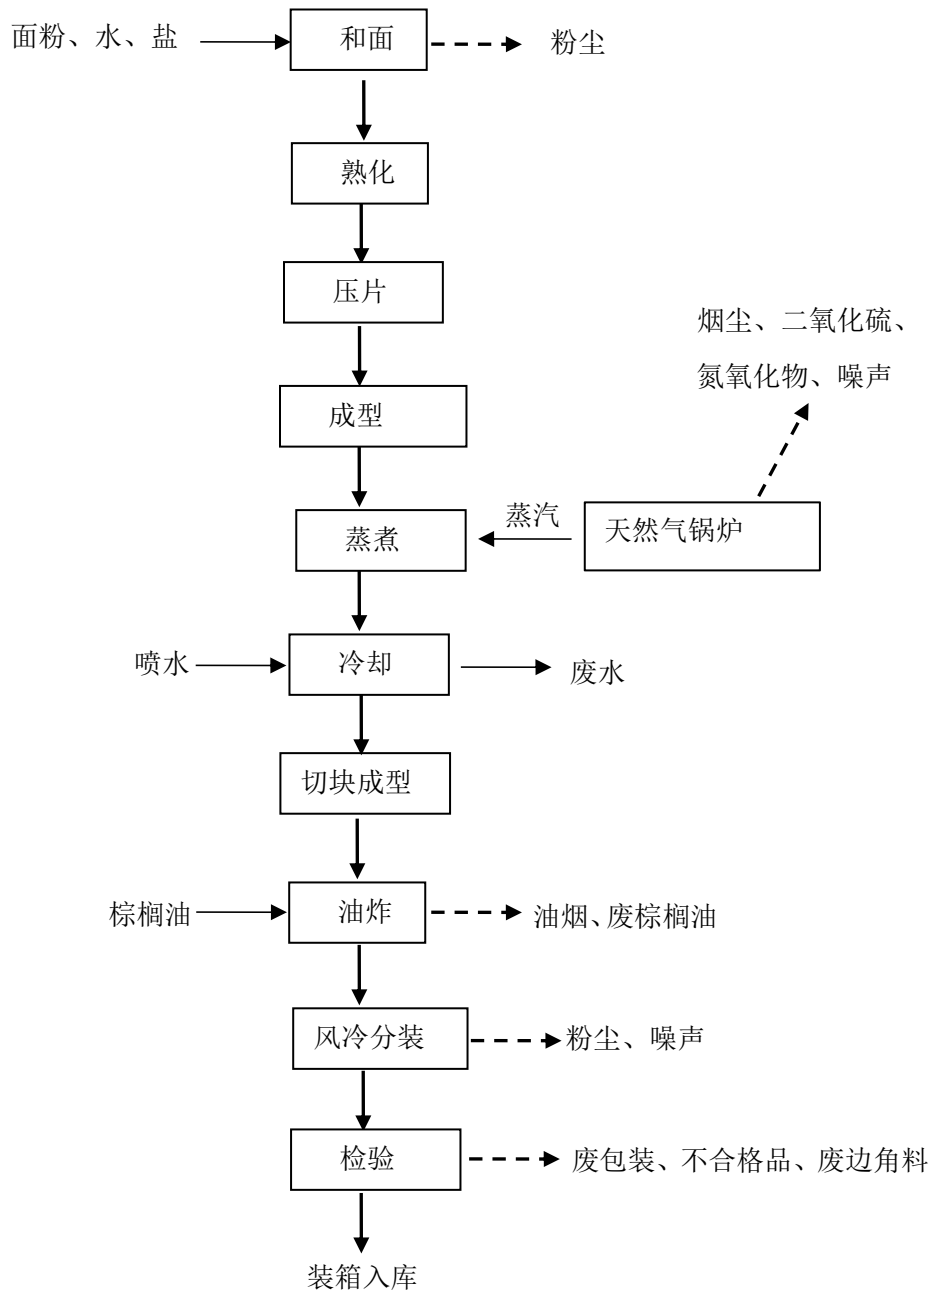 面粉、水、盐
和面
粉尘
熟化
压片
烟尘、二氧化硫、
氮氧化物、噪声
成型
蒸汽
天然气锅炉
蒸煮
喷水
冷却
废水
切块成型
棕榈油
油炸
油烟、废棕榈油
风冷分装
粉尘、噪声
检验
废包装、不合格品、废边角料
装箱入库